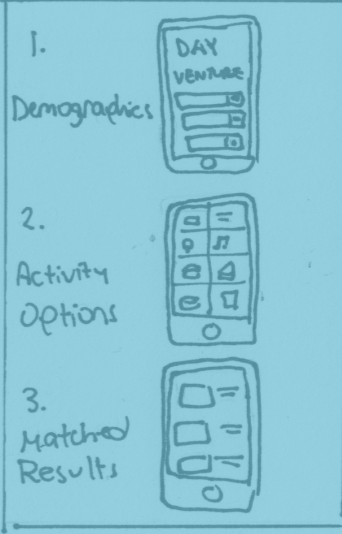 1.
DAY
VENTURE
Demographics
2.
Activity
Options
3.
Matched
Results